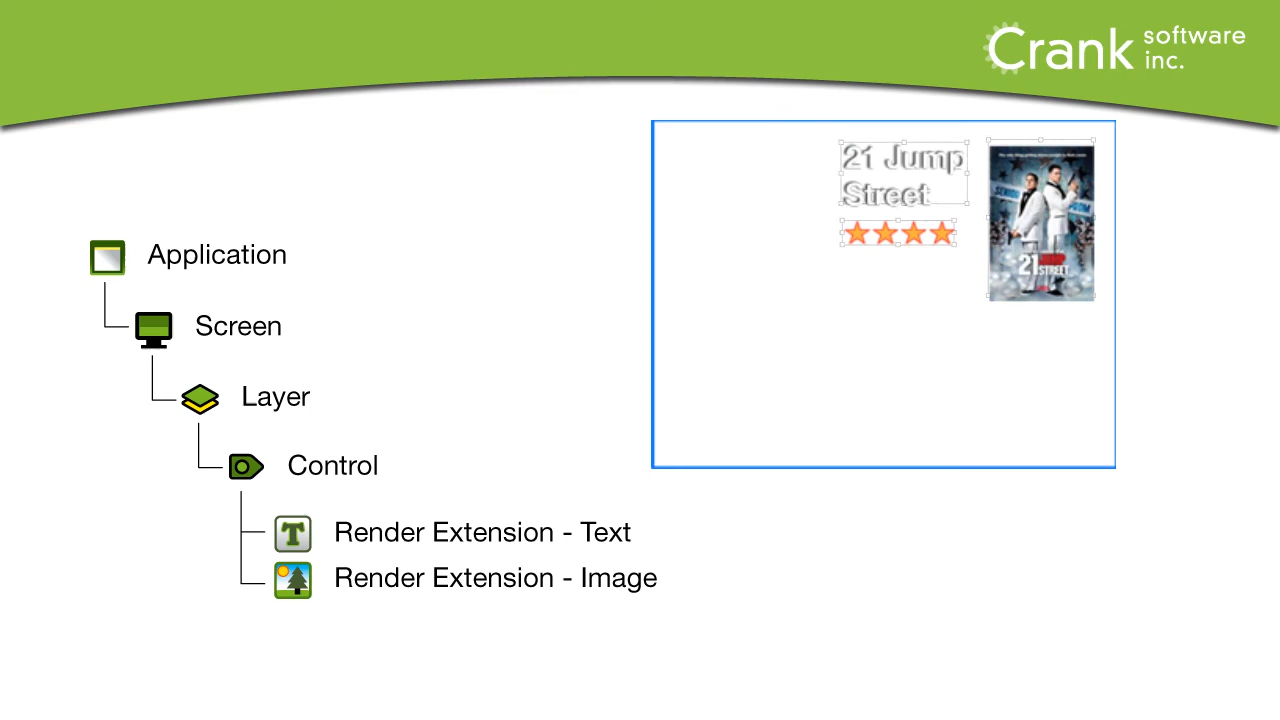 Crank software inc.
Application
Screen
Layer
Control
Render Extension - Text
Render Extension - Image
21 Jump
Street
21 JUMP
STREET